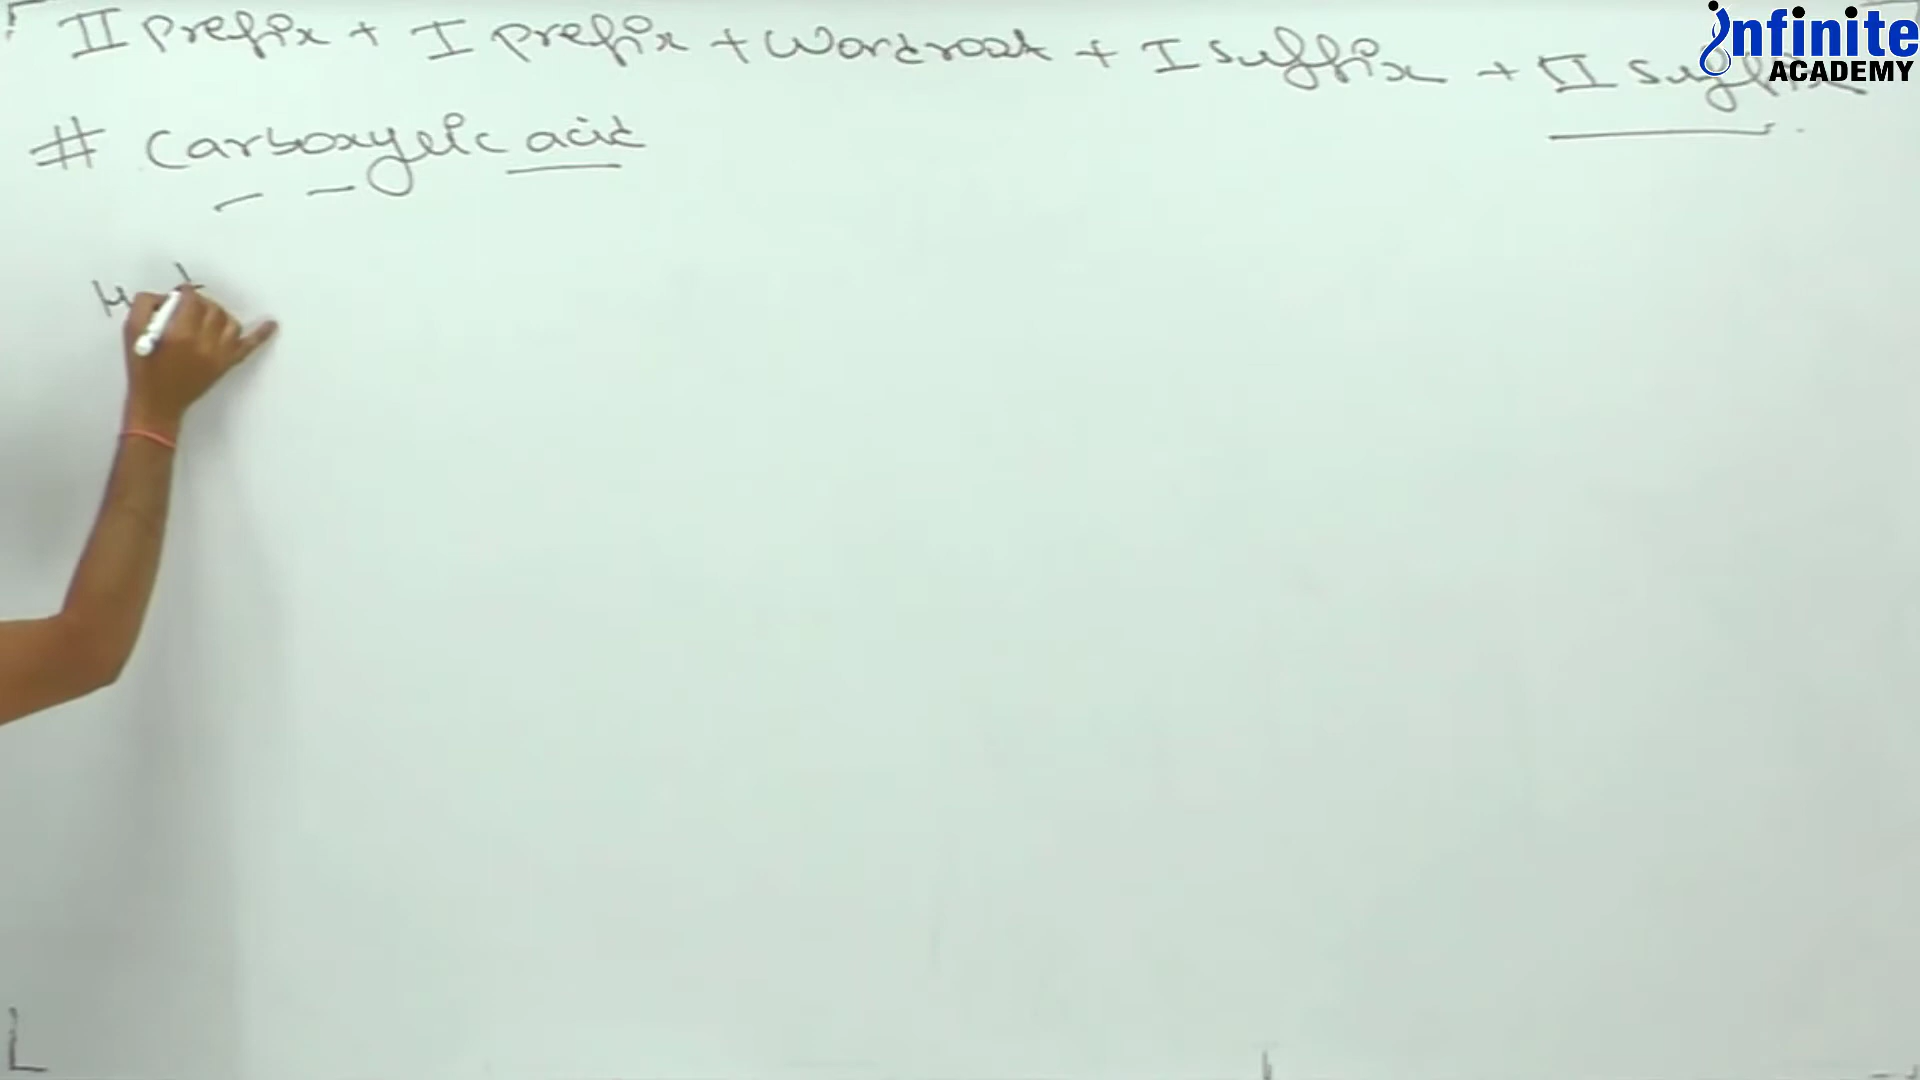 II prefix + I prefix + Wordroot + I suffix + II suffix
infinite
ACADEMY
# Carboxylic acid